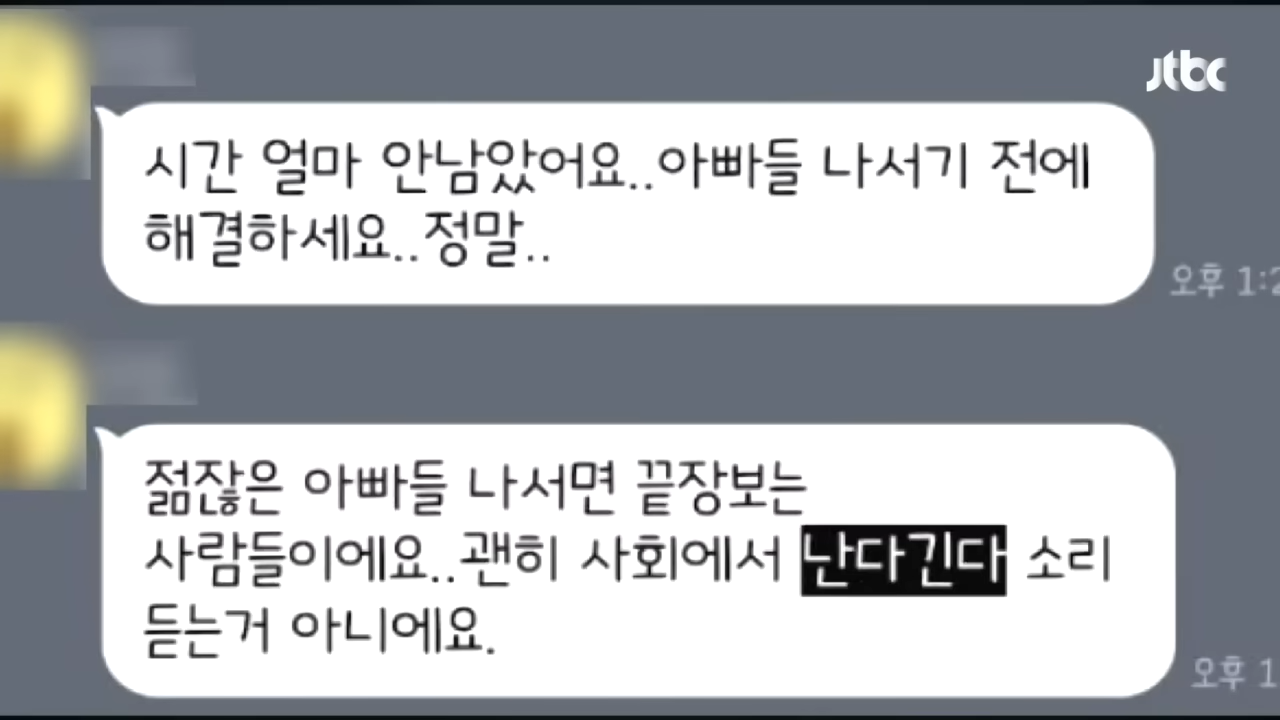 jtbc
시간 얼마 안남았어요..아빠들 나서기 전에
해결하세요..정말..
오후 1:2
젊잖은 아빠들 나서면 끝장보는
사람들이에요..괜히 사회에서 난다긴다 소리
듣는거 아니에요.
오후 1